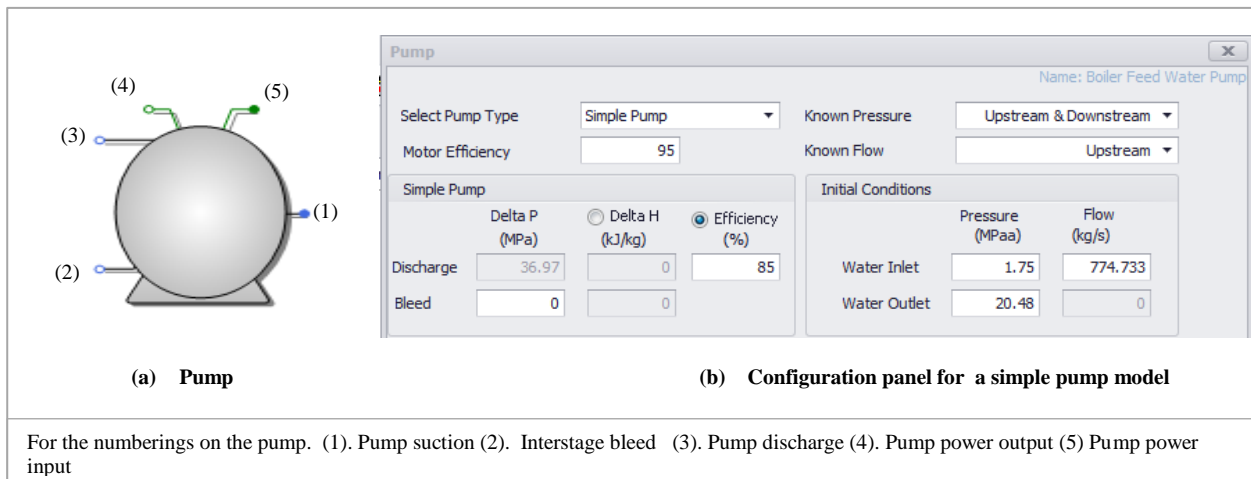 (4)
(5)
(3)
(1)
(2)
Pump
Name: Boiler Feed Water Pump
Select Pump Type Simple Pump Known Pressure Upstream & Downstream
Motor Efficiency 95 Known Flow Upstream
Simple Pump Initial Conditions
Delta P Delta H Efficiency Pressure Flow
(MPa) (kJ/kg) (%) (MPaa) (kg/s)
Discharge 36.97 0 85 Water Inlet 1.75 774.733
Bleed 0 0 Water Outlet 20.48 0
(a) Pump (b) Configuration panel for a simple pump model
For the numberings on the pump. (1). Pump suction (2). Interstage bleed (3). Pump discharge (4). Pump power output (5) Pump power
input